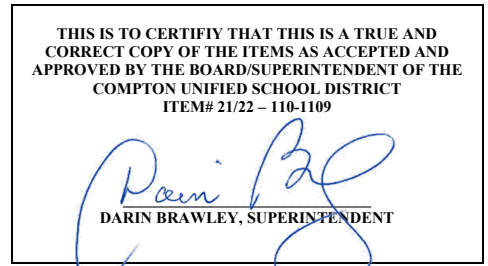 THIS IS TO CERTIFIY THAT THIS IS A TRUE AND
CORRECT COPY OF THE ITEMS AS ACCEPTED AND
APPROVED BY THE BOARD/SUPERINTENDENT OF THE
COMPTON UNIFIED SCHOOL DISTRICT
ITEM# 21/22 – 110-1109
DARIN BRAWLEY, SUPERINTENDENT